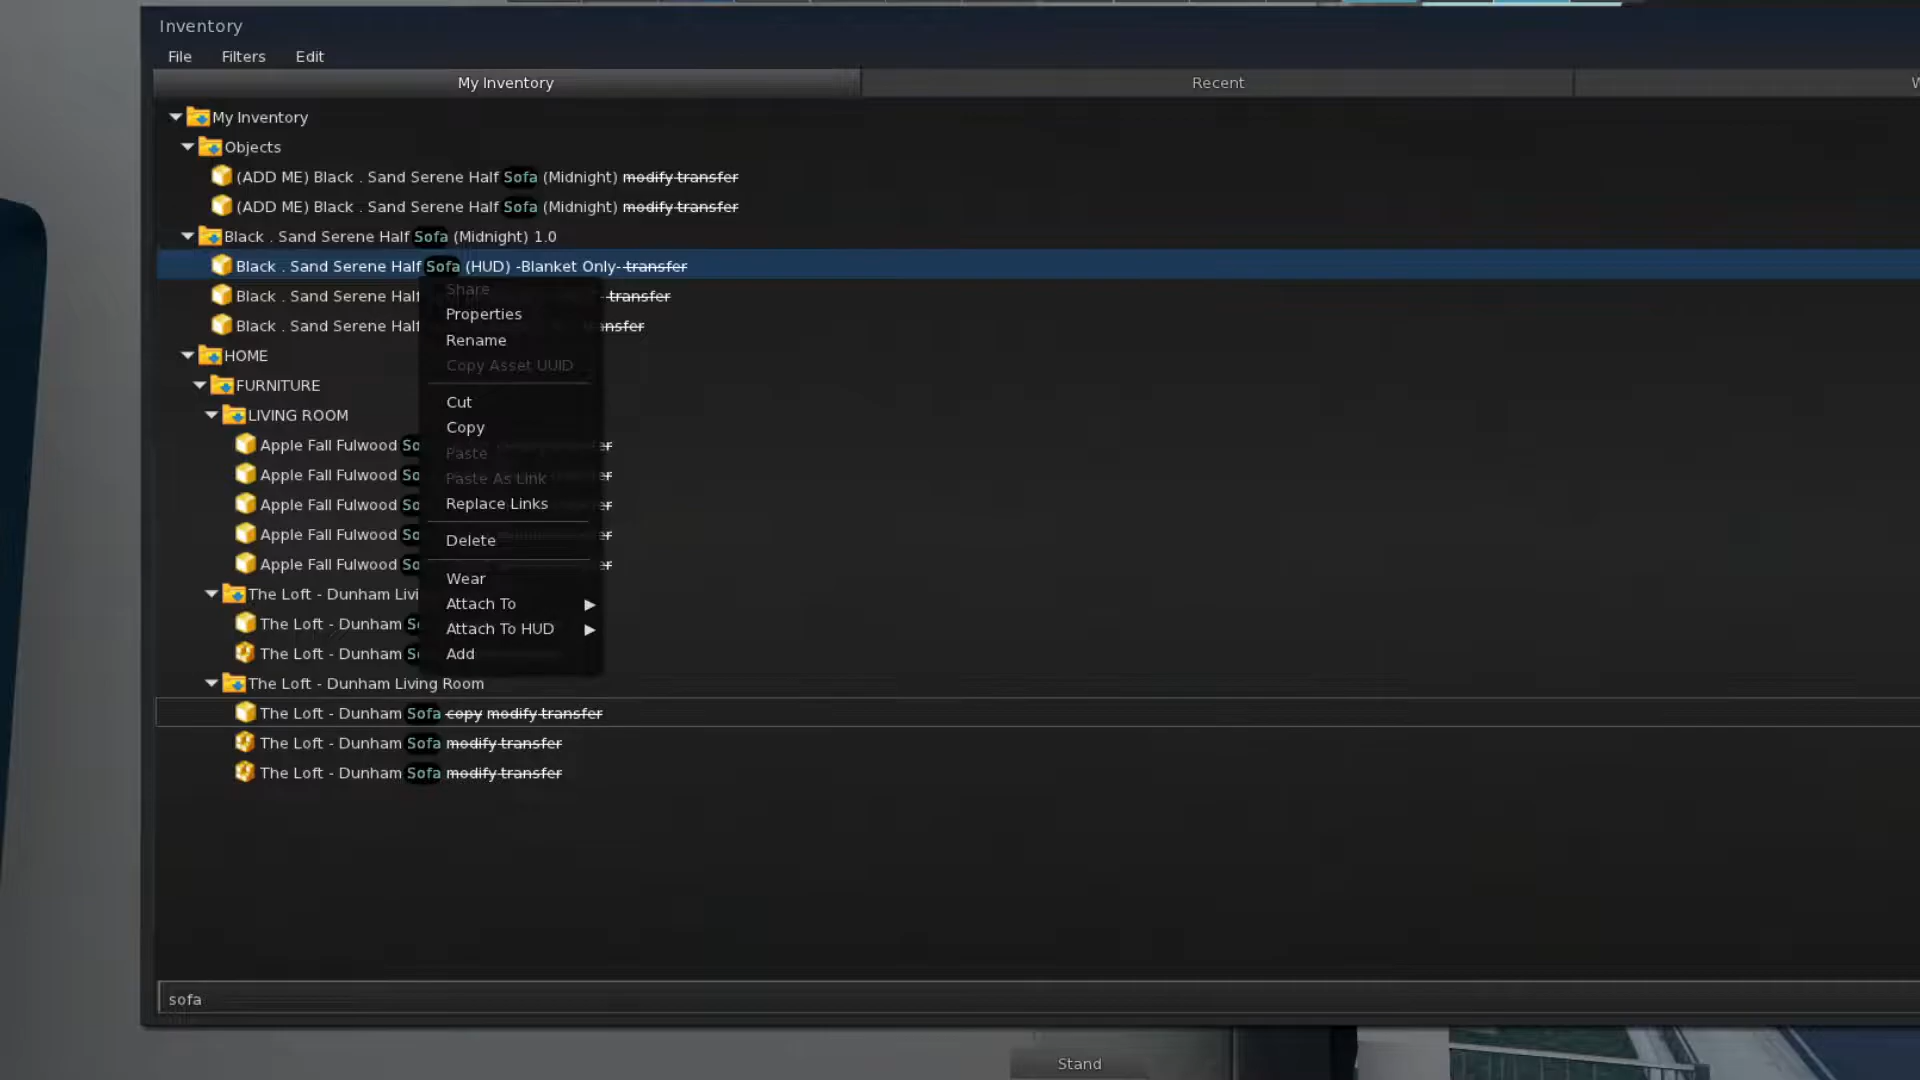 Inventory
File Filters Edit
My Inventory Recent
My Inventory
Objects
(ADD ME) Black . Sand Serene Half Sofa (Midnight) modify transfer
(ADD ME) Black . Sand Serene Half Sofa (Midnight) modify transfer
Black . Sand Serene Half Sofa (Midnight) 1.0
Black . Sand Serene Half Sofa (HUD) -Blanket Only- transfer
Black . Sand Serene Half transfer
Black . Sand Serene Half
HOME
FURNITURE
LIVING ROOM
Apple Fall Fulwood
Apple Fall Fulwood
Apple Fall Fulwood
Apple Fall Fulwood
Apple Fall Fulwood
The Loft - Dunham
The Loft - Dunham
The Loft - Dunham
The Loft - Dunham Living Room
The Loft - Dunham Sofa copy modify transfer
The Loft - Dunham Sofa modify transfer
The Loft - Dunham Sofa modify transfer
Share
Properties
Rename
Copy Asset UUID
Cut
Copy
Paste
Paste As Link
Replace Links
Delete
Wear
Attach To
Attach To HUD
Add
sofa
Stand